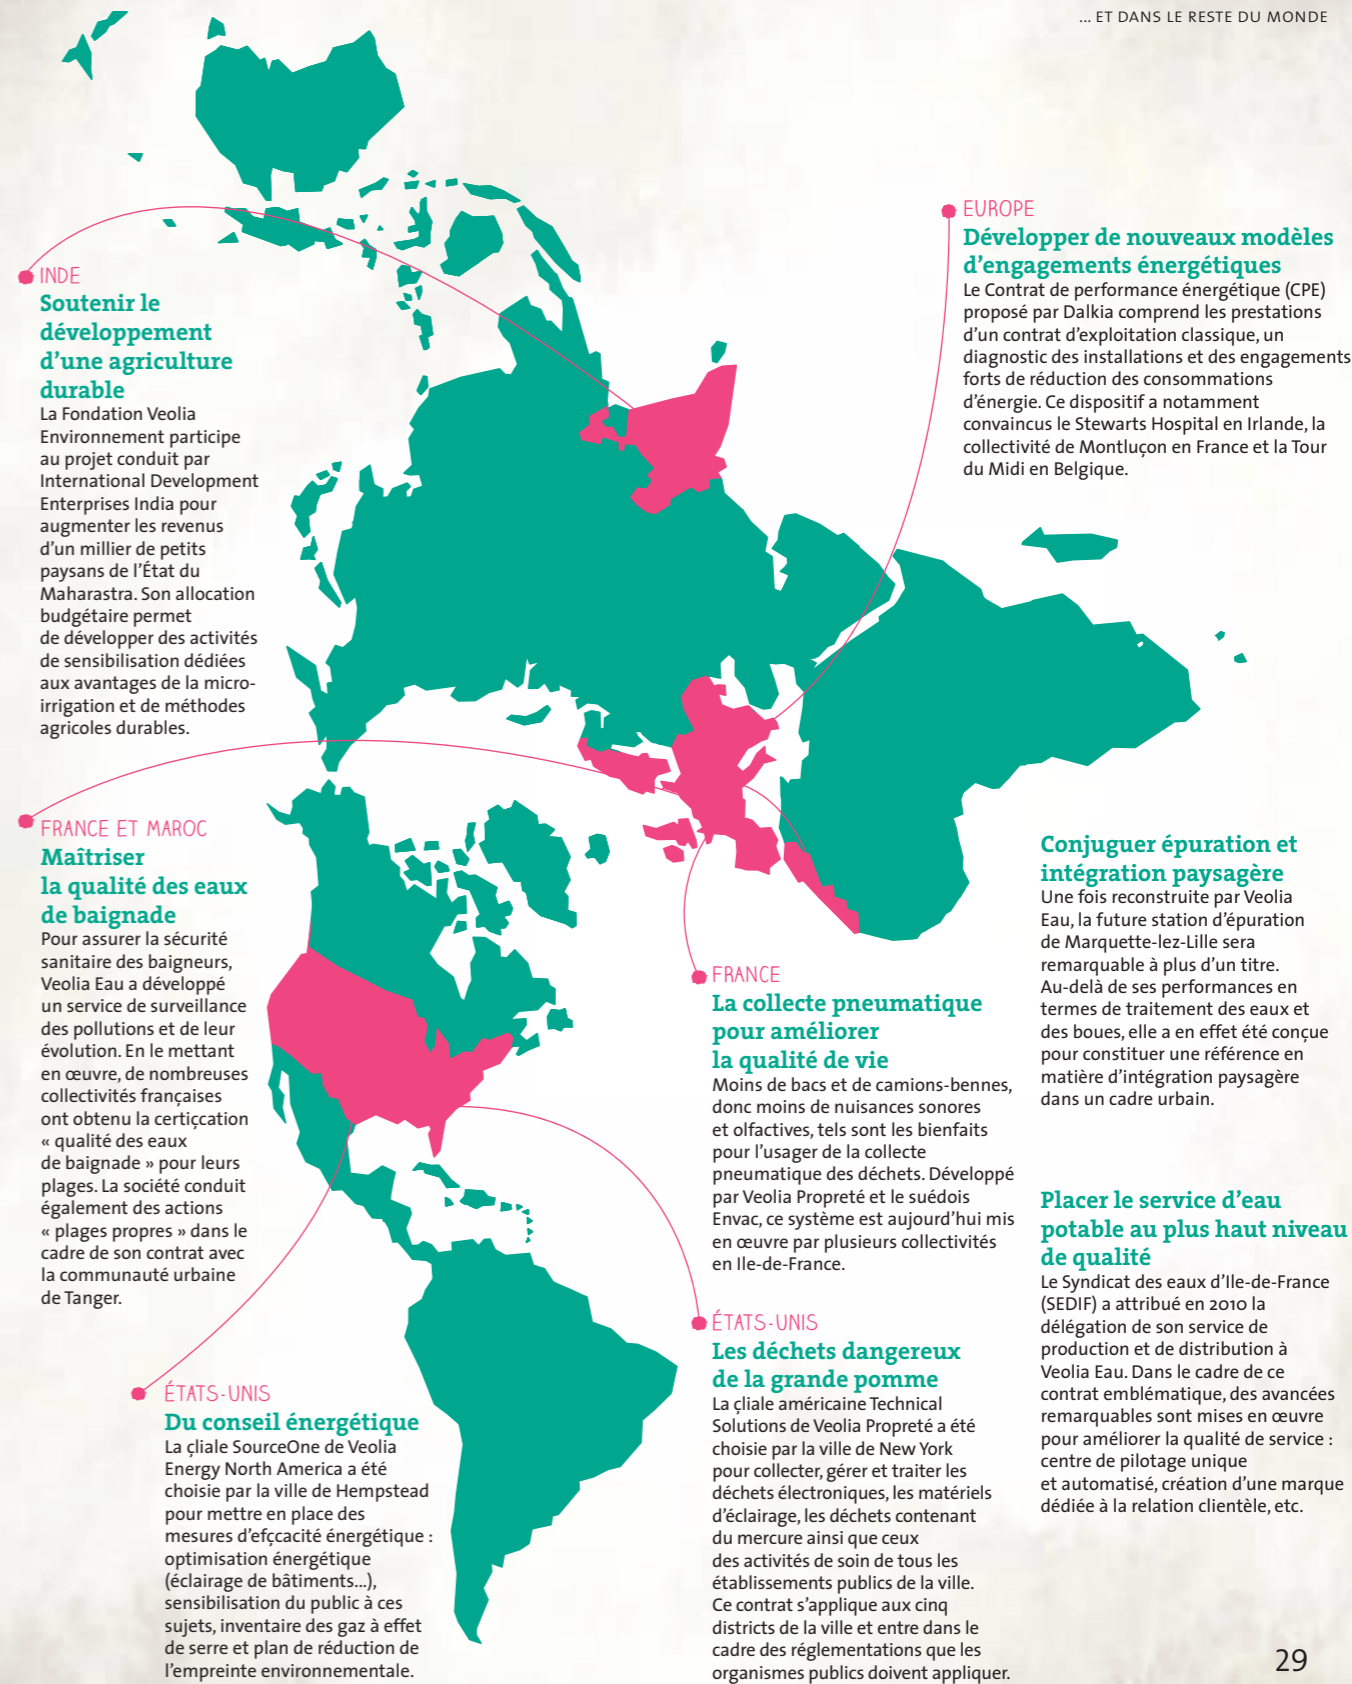 ... ET DANS LE RESTE DU MONDE
INDE
Soutenir le
développement
d’une agriculture
durable
La Fondation Veolia
Environnement participe
au projet conduit par
International Development
Enterprises India pour
augmenter les revenus
d’un millier de petits
paysans de l’État du
Maharastra. Son allocation
budgétaire permet
de développer des activités
de sensibilisation dédiées
aux avantages de la micro-
irrigation et de méthodes
agricoles durables.
EUROPE
Développer de nouveaux modèles
d’engagements énergétiques
Le Contrat de performance énergétique (CPE)
proposé par Dalkia comprend les prestations
d’un contrat d’exploitation classique, un
diagnostic des installations et des engagements
forts de réduction des consommations
d’énergie. Ce dispositif a notamment
convaincus le Stewarts Hospital en Irlande, la
collectivité de Montluçon en France et la Tour
du Midi en Belgique.
FRANCE ET MAROC
Maîtriser
la qualité des eaux
de baignade
Pour assurer la sécurité
sanitaire des baigneurs,
Veolia Eau a développé
un service de surveillance
des pollutions et de leur
évolution. En le mettant
en œuvre, de nombreuses
collectivités françaises
ont obtenu la certiçcation
« qualité des eaux
de baignade » pour leurs
plages. La société conduit
également des actions
« plages propres » dans le
cadre de son contrat avec
la communauté urbaine
de Tanger.
ÉTATS-UNIS
Du conseil énergétique
La çliale SourceOne de Veolia
Energy North America a été
choisie par la ville de Hempstead
pour mettre en place des
mesures d’efçcacité énergétique :
optimisation énergétique
(éclairage de bâtiments...),
sensibilisation du public à ces
sujets, inventaire des gaz à effet
de serre et plan de réduction de
l’empreinte environnementale.
FRANCE
La collecte pneumatique
pour améliorer
la qualité de vie
Moins de bacs et de camions-bennes,
donc moins de nuisances sonores
et olfactives, tels sont les bienfaits
pour l’usager de la collecte
pneumatique des déchets. Développé
par Veolia Propreté et le suédois
Envac, ce système est aujourd’hui mis
en œuvre par plusieurs collectivités
en Ile-de-France.
ÉTATS-UNIS
Les déchets dangereux
de la grande pomme
La çliale américaine Technical
Solutions de Veolia Propreté a été
choisie par la ville de New York
pour collecter, gérer et traiter les
déchets électroniques, les matériels
d’éclairage, les déchets contenant
du mercure ainsi que ceux
des activités de soin de tous les
établissements publics de la ville.
Ce contrat s’applique aux cinq
districts de la ville et entre dans le
cadre des réglementations que les
organismes publics doivent appliquer.
Conjuguer épuration et
intégration paysagère
Une fois reconstruite par Veolia
Eau, la future station d’épuration
de Marquette-lez-Lille sera
remarquable à plus d’un titre.
Au-delà de ses performances en
termes de traitement des eaux et
des boues, elle a en effet été conçue
pour constituer une référence en
matière d’intégration paysagère
dans un cadre urbain.
Placer le service d’eau
potable au plus haut niveau
de qualité
Le Syndicat des eaux d’Ile-de-France
(SEDIF) a attribué en 2010 la
délégation de son service de
production et de distribution à
Veolia Eau. Dans le cadre de ce
contrat emblématique, des avancées
remarquables sont mises en œuvre
pour améliorer la qualité de service :
centre de pilotage unique
et automatisé, création d’une marque
dédiée à la relation clientèle, etc.
29